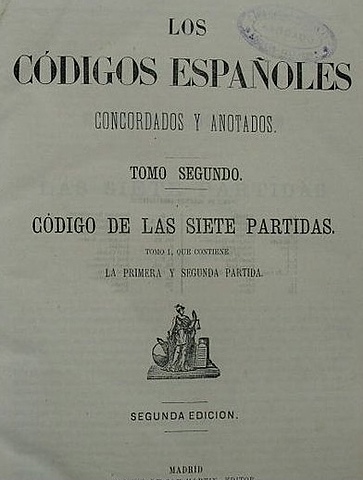 LOS
CÓDIGOS ESPAÑOLES
CONCORDADOS Y ANOTADOS.
TOMO SEGUNDO.
CÓDIGO DE LAS SIETE PARTIDAS.
TOMO I, QUE CONTIENE
LA PRIMERA Y SEGUNDA PARTIDA.
SEGUNDA EDICION.
MADRID
EDITOR